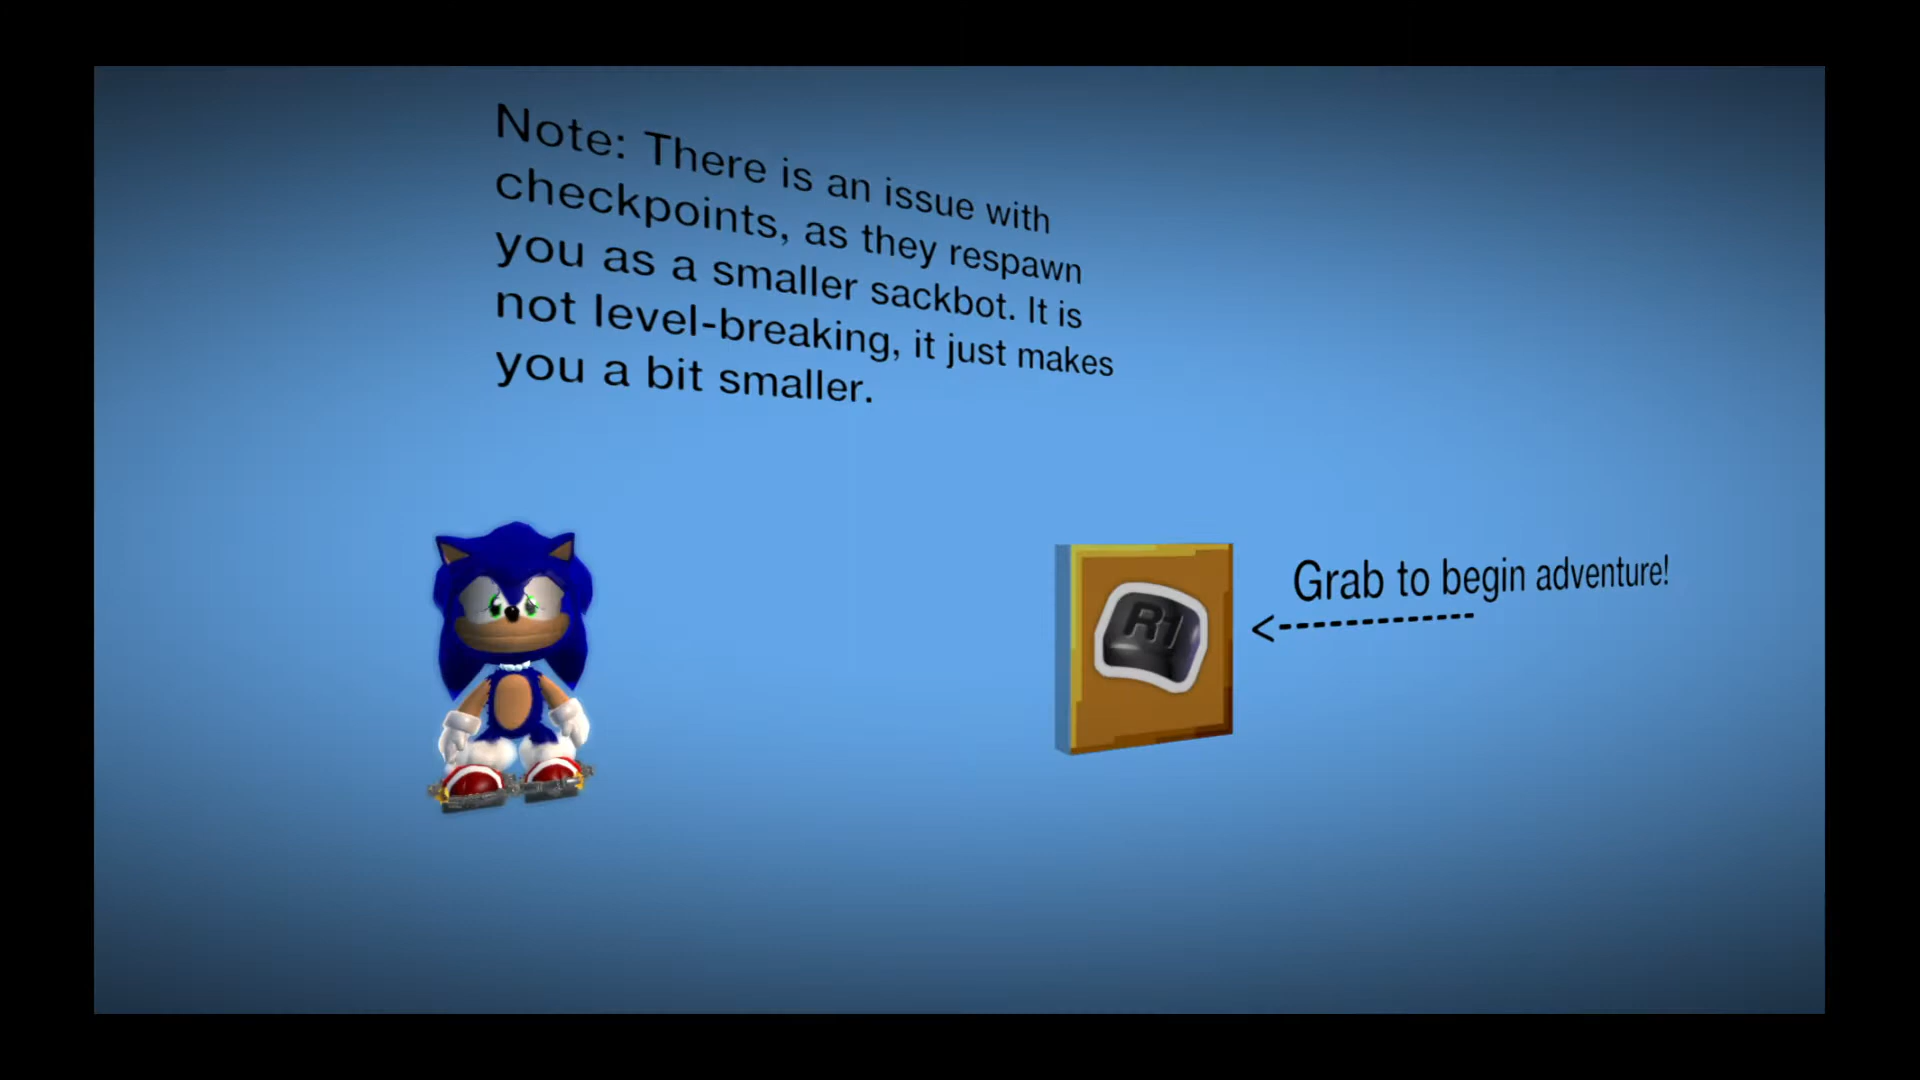 Note: There is an issue with
checkpoints, as they respawn
you as a smaller sackbot. It is
not level-breaking, it just makes
you a bit smaller.
Grab to begin adventure!
<---------------
R1